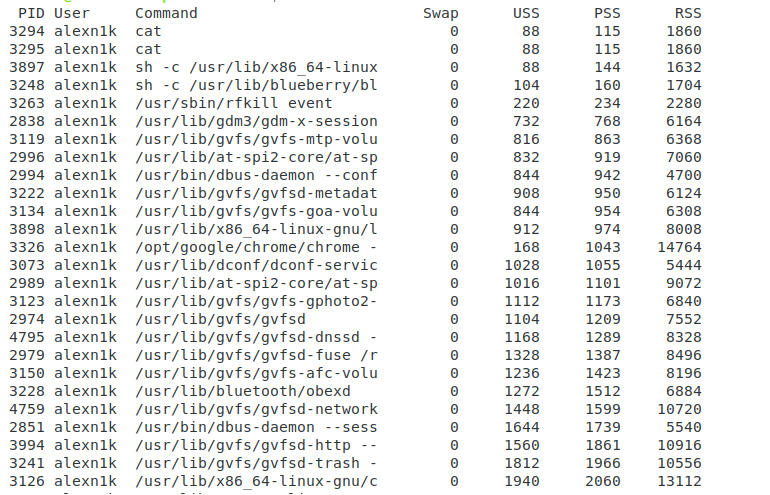 PID User Command Swap USS PSS RSS
3294 alexn1k cat 0 88 115 1860
3295 alexn1k cat 0 88 115 1860
3897 alexn1k sh -c /usr/lib/x86_64-linux 0 88 144 1632
3248 alexn1k sh -c /usr/lib/blueberry/bl 0 104 160 1704
3263 alexn1k /usr/sbin/rfkill event 0 220 234 2280
2838 alexn1k /usr/lib/gdm3/gdm-x-session 0 732 768 6164
3119 alexn1k /usr/lib/gvfs/gvfs-mtp-volu 0 816 863 6368
2996 alexn1k /usr/lib/at-spi2-core/at-sp 0 832 919 7060
2994 alexn1k /usr/bin/dbus-daemon --conf 0 844 942 4700
3222 alexn1k /usr/lib/gvfs/gvfsd-metadat 0 908 950 6124
3134 alexn1k /usr/lib/gvfs/gvfs-goa-volu 0 844 954 6308
3898 alexn1k /usr/lib/x86_64-linux-gnu/l 0 912 974 8008
3326 alexn1k /opt/google/chrome/chrome - 0 168 1043 14764
3073 alexn1k /usr/lib/dconf/dconf-servic 0 1028 1055 5444
2989 alexn1k /usr/lib/at-spi2-core/at-sp 0 1016 1101 9072
3123 alexn1k /usr/lib/gvfs/gvfs-gphoto2- 0 1112 1173 6840
2974 alexn1k /usr/lib/gvfs/gvfsd 0 1104 1209 7552
4795 alexn1k /usr/lib/gvfs/gvfsd-dnssd - 0 1168 1289 8328
2979 alexn1k /usr/lib/gvfs/gvfsd-fuse /r 0 1328 1387 8496
3150 alexn1k /usr/lib/gvfs/gvfs-afc-volu 0 1236 1423 8196
3228 alexn1k /usr/lib/bluetooth/obexd 0 1272 1512 6884
4759 alexn1k /usr/lib/gvfs/gvfsd-network 0 1448 1599 10720
2851 alexn1k /usr/bin/dbus-daemon --sess 0 1644 1739 5540
3994 alexn1k /usr/lib/gvfs/gvfsd-http -- 0 1560 1861 10916
3241 alexn1k /usr/lib/gvfs/gvfsd-trash - 0 1812 1966 10556
3126 alexn1k /usr/lib/x86_64-linux-gnu/c 0 1940 2060 13112